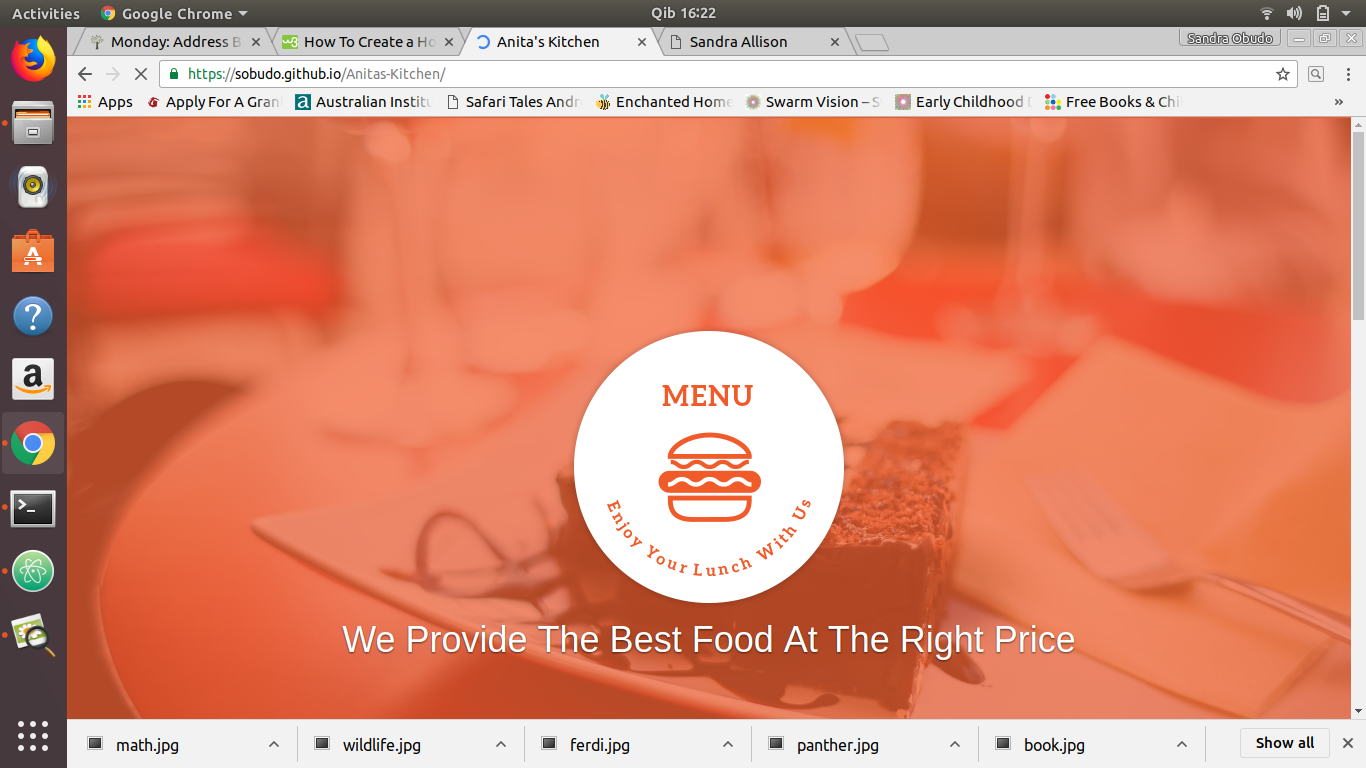 Activities Google Chrome Qib 16:22
Monday: Address B How To Create a Ho Anita's Kitchen Sandra Allison Sandra Obudo
https://sobudo.github.io/Anitas-Kitchen/
Apps Apply For A Gran Australian Institu Safari Tales Andr Enchanted Home Swarm Vision – S Early Childhood D Free Books & Chi »
MENU
Enjoy Your Lunch With Us
We Provide The Best Food At The Right Price
math.jpg wildlife.jpg ferdi.jpg panther.jpg book.jpg Show all